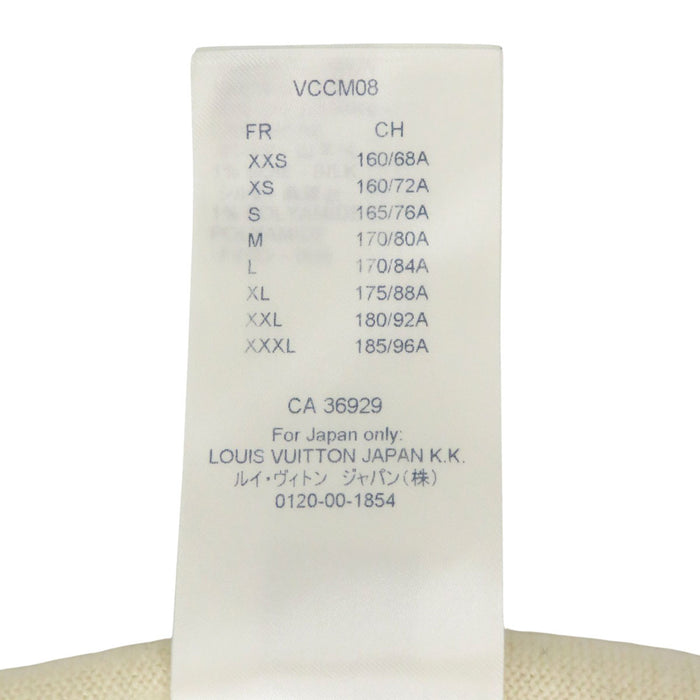 VCCM08
FR CH
XXS 160/68A
XS 160/72A
S 165/76A
M 170/80A
L 170/84A
XL 175/88A
XXL 180/92A
XXXL 185/96A
CA 36929
For Japan only:
LOUIS VUITTON JAPAN K.K.
ルイ・ヴィトン ジャパン(株)
0120-00-1854